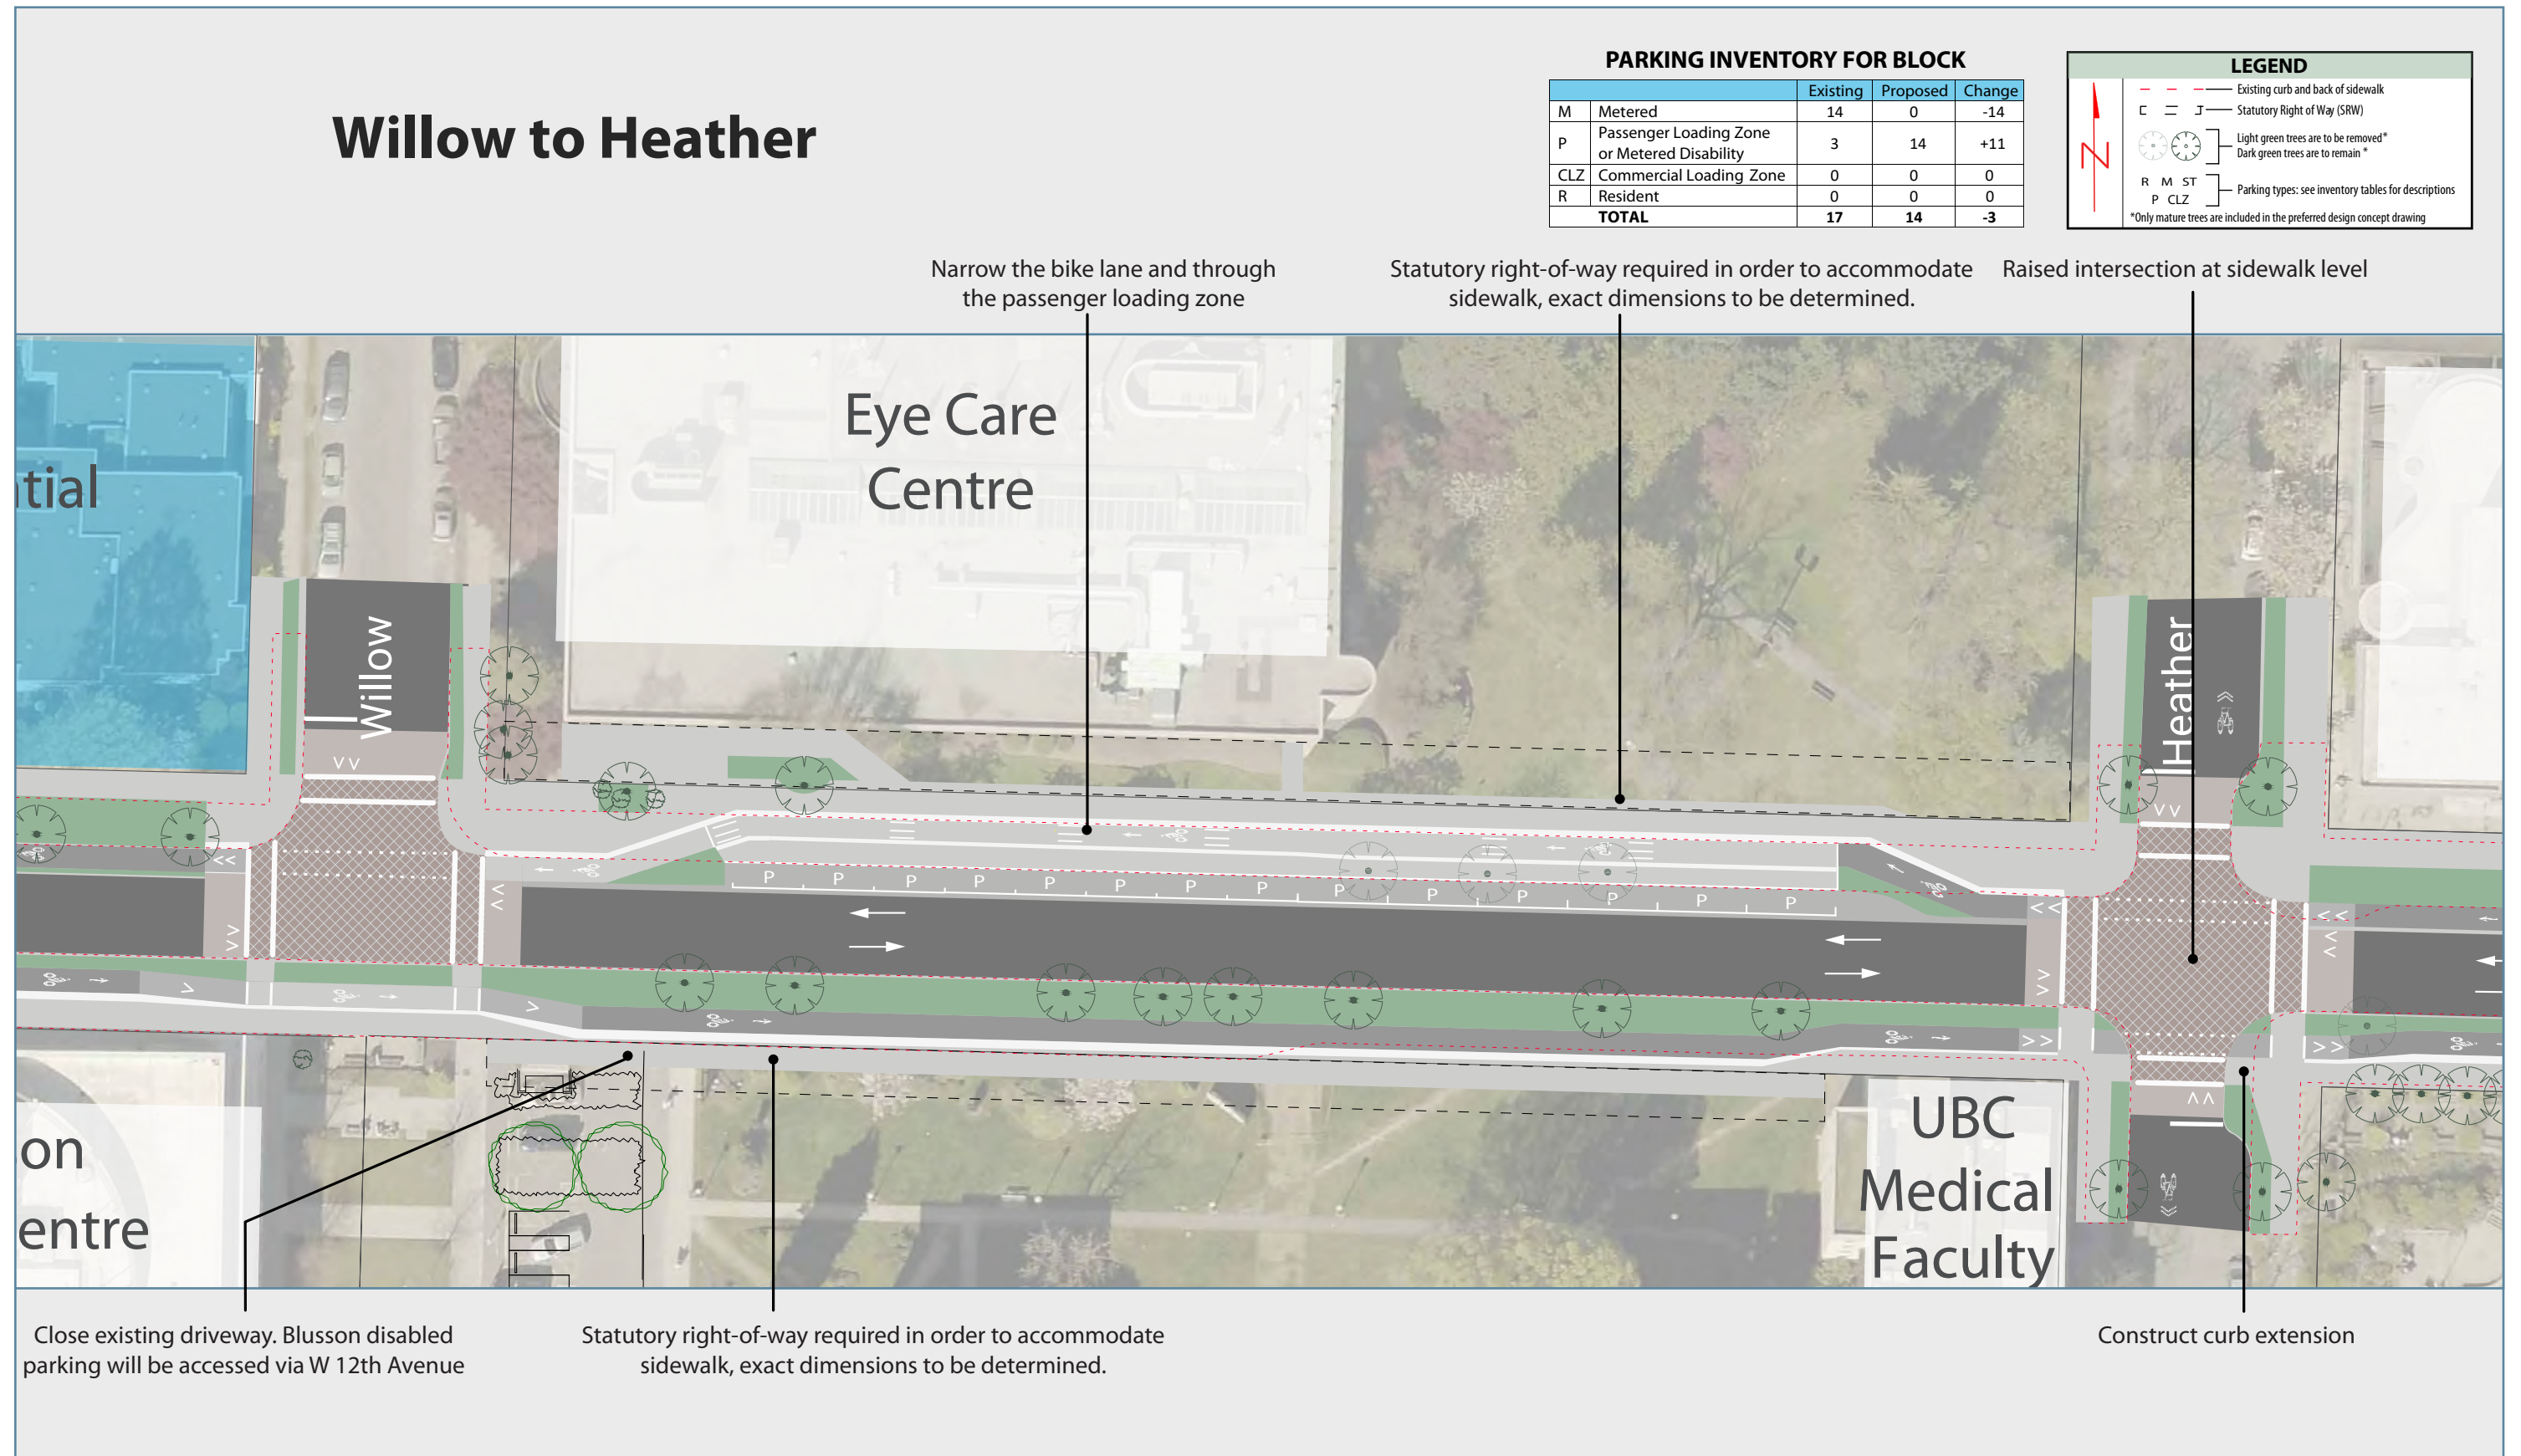 Willow to Heather
PARKING INVENTORY FOR BLOCK
Existing Proposed Change
M Metered 14 0 -14
P Passenger Loading Zone
or Metered Disability 3 14 +11
CLZ Commercial Loading Zone 0 0 0
R Resident 0 0 0
TOTAL 17 14 -3
LEGEND
Existing curb and back of sidewalk
Statutory Right of Way (SRW)
Light green trees are to be removed*
Dark green trees are to remain *
R M ST
P CLZ
Parking types: see inventory tables for descriptions
*Only mature trees are included in the preferred design concept drawing
Z
Narrow the bike lane and through
the passenger loading zone
Statutory right-of-way required in order to accommodate
sidewalk, exact dimensions to be determined.
Raised intersection at sidewalk level
tial
Eye Care
Centre
Willow
Heather
P P P P P P P P P P P P P P
on
entre
UBC
Medical
Faculty
Close existing driveway. Blusson disabled
parking will be accessed via W 12th Avenue
Statutory right-of-way required in order to accommodate
sidewalk, exact dimensions to be determined.
Construct curb extension